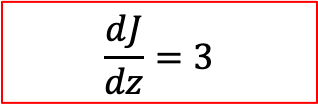 dJ/dz = 3